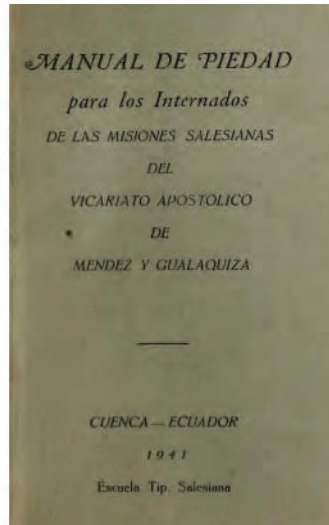 MANUAL DE PIEDAD
para los Internados
DE LAS MISIONES SALESIANAS
DEL
VICARIATO APOSTOLICO
DE
MENDEZ Y GUALAQUIZA
CUENCA — ECUADOR
1941
Escuela Tip. Salesiana